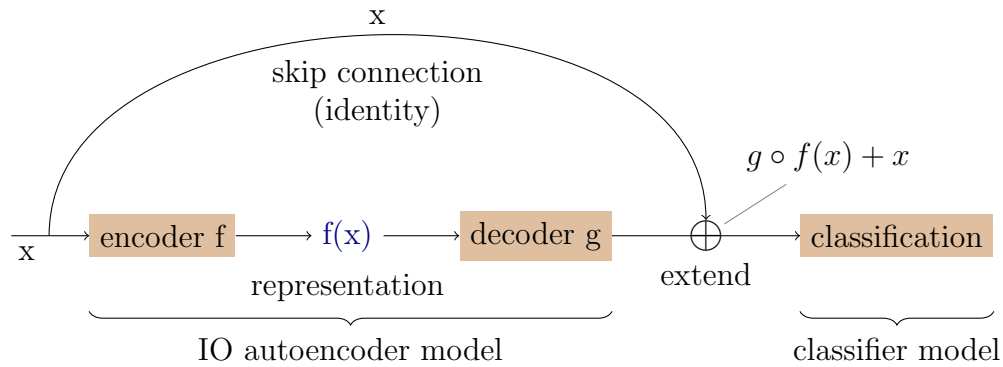 x
skip connection
(identity)
g ∘ f(x) + x
x
encoder f
f(x)
decoder g
classification
representation
extend
IO autoencoder model
classifier model